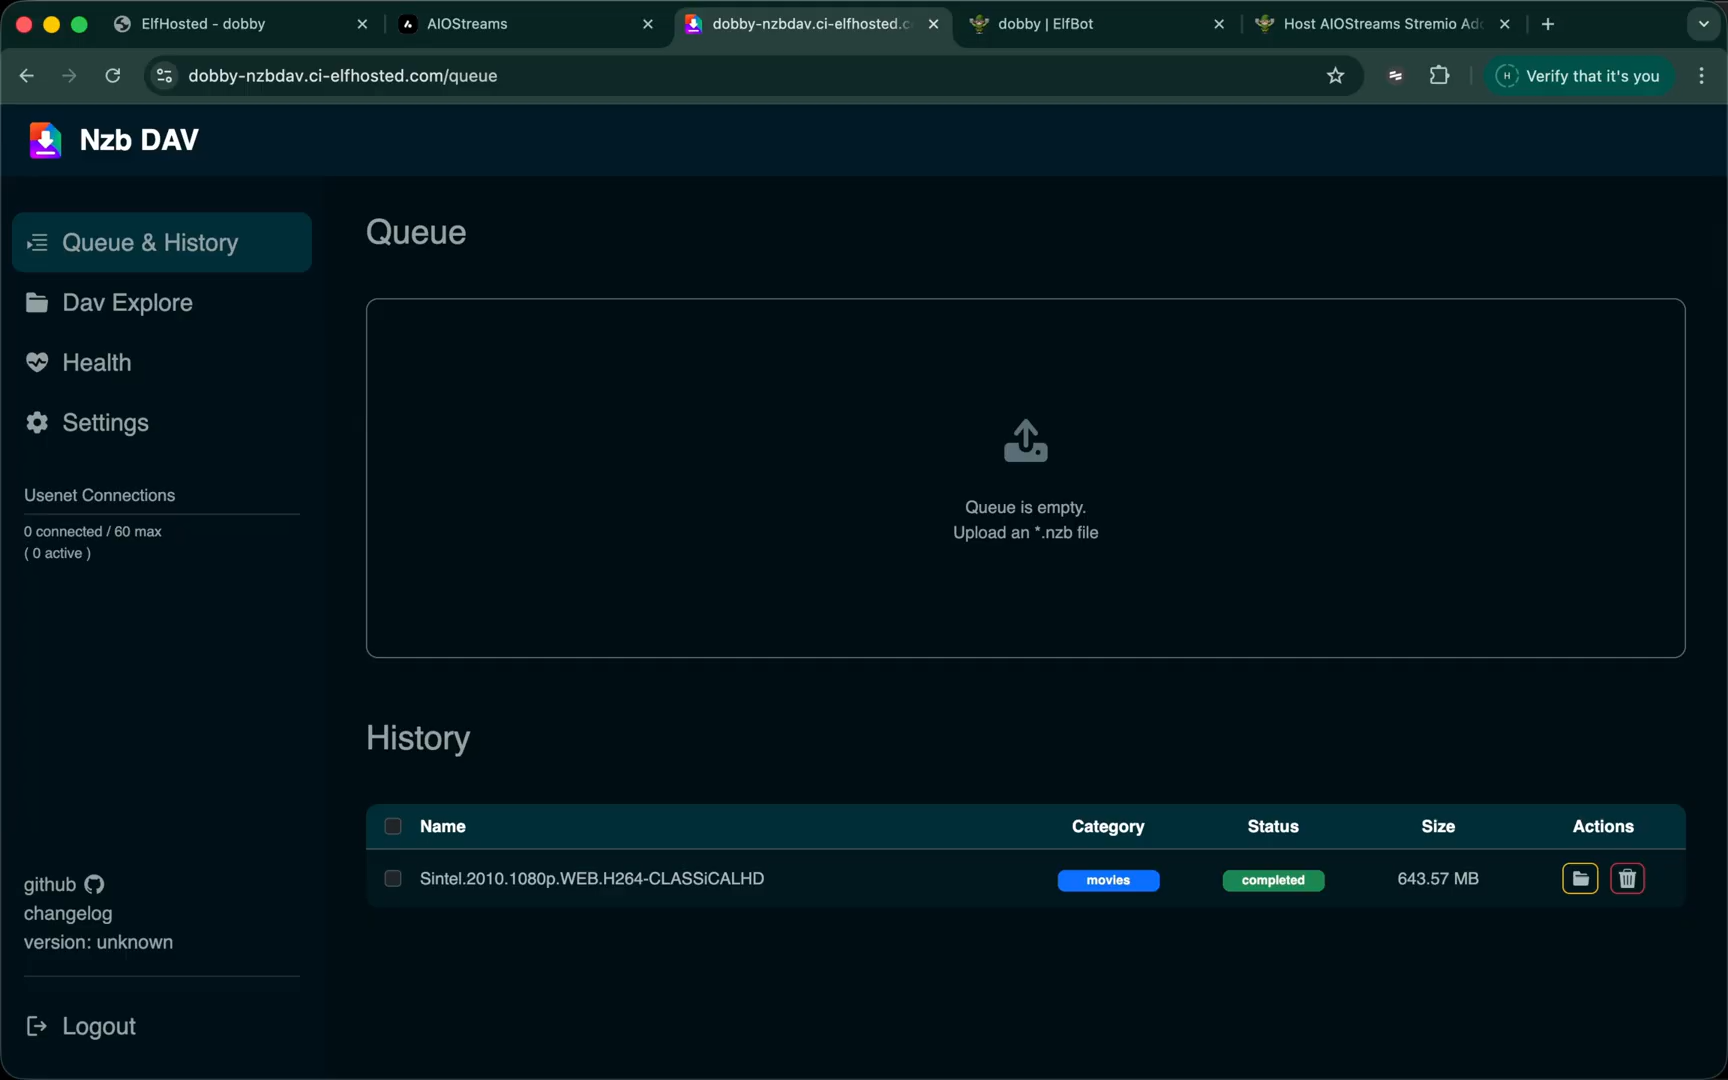 ElfHosted - dobby
AIOStreams
dobby-nzbdav.ci-elfhosted.c
dobby | ElfBot
Host AIOStreams Stremio Ad
dobby-nzbdav.ci-elfhosted.com/queue
H
Verify that it's you
Nzb DAV
Queue & History
Dav Explore
Health
Settings
Usenet Connections
0 connected / 60 max
( 0 active )
github
changelog
version: unknown
Logout
Queue
Queue is empty.
Upload an *.nzb file
History
Name Category Status Size Actions
Sintel.2010.1080p.WEB.H264-CLASSiCALHD movies completed 643.57 MB